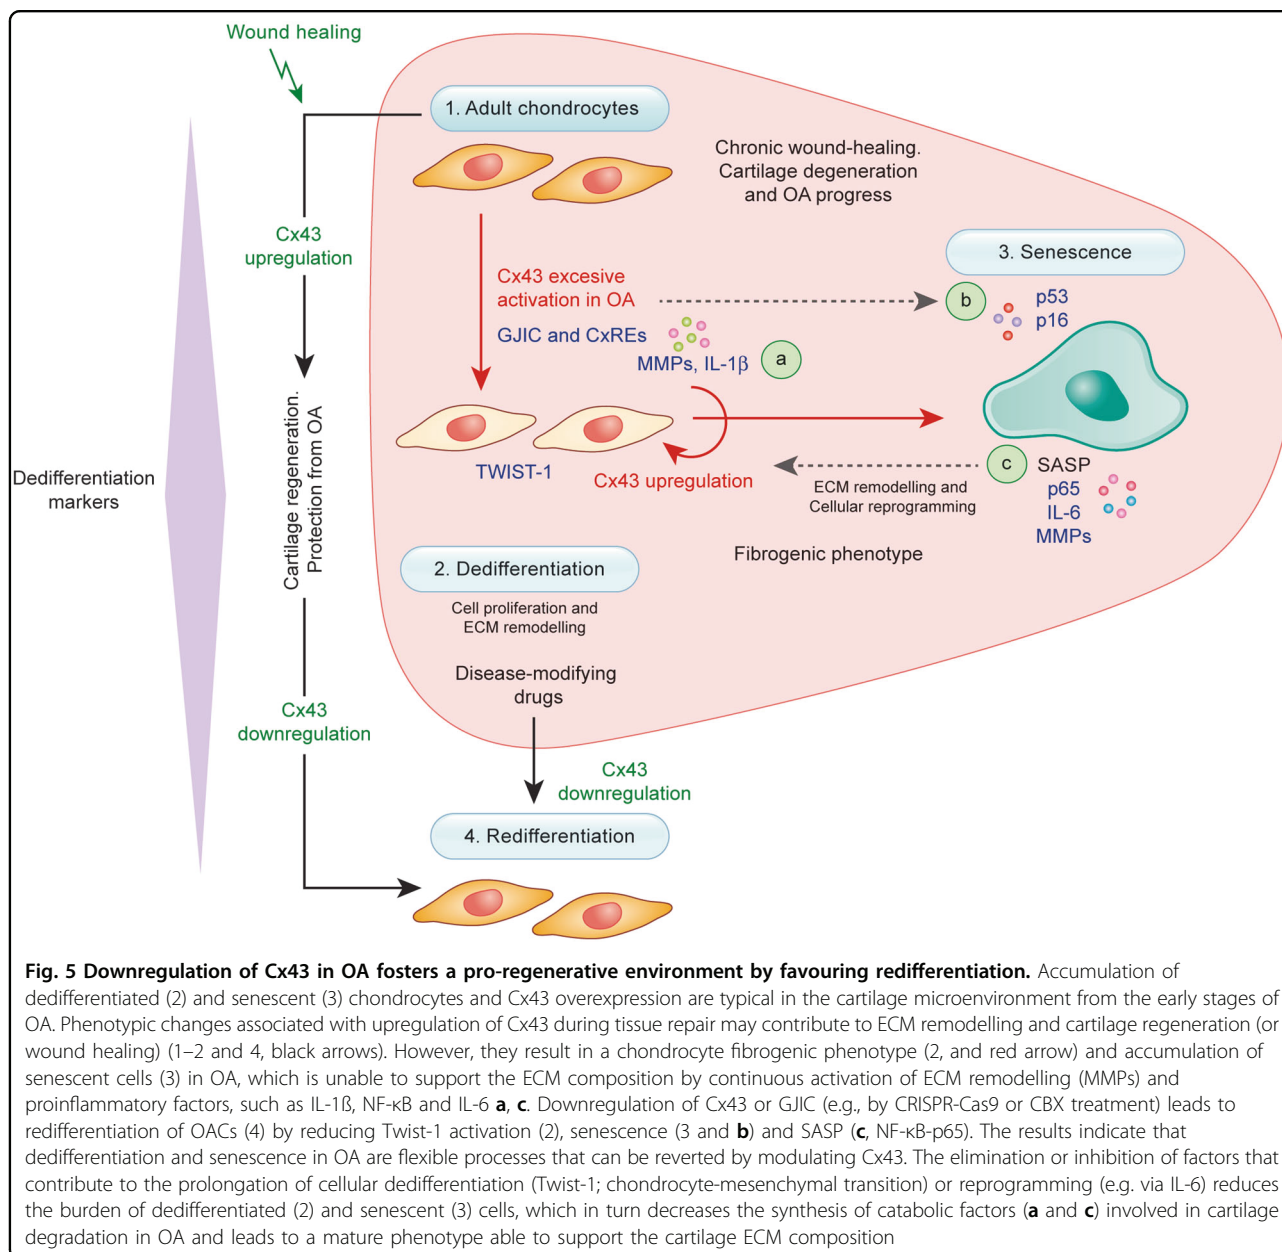 Wound healing
1. Adult chondrocytes
Chronic wound-healing.
Cartilage degeneration
and OA progress
Cx43
upregulation
3. Senescence
Cx43 excesive
activation in OA
b
p53
p16
GJIC and CxREs
MMPs, IL-1β
a
Cartilage regeneration.
Protection from OA
Dedifferentiation
markers
TWIST-1
Cx43 upregulation
c
SASP
p65
IL-6
MMPs
ECM remodelling and
Cellular reprogramming
Fibrogenic phenotype
2. Dedifferentiation
Cell proliferation and
ECM remodelling
Disease-modifying
drugs
Cx43
downregulation
Cx43
downregulation
4. Redifferentiation
Fig. 5 Downregulation of Cx43 in OA fosters a pro-regenerative environment by favouring redifferentiation. Accumulation of
dedifferentiated (2) and senescent (3) chondrocytes and Cx43 overexpression are typical in the cartilage microenvironment from the early stages of
OA. Phenotypic changes associated with upregulation of Cx43 during tissue repair may contribute to ECM remodelling and cartilage regeneration (or
wound healing) (1–2 and 4, black arrows). However, they result in a chondrocyte fibrogenic phenotype (2, and red arrow) and accumulation of
senescent cells (3) in OA, which is unable to support the ECM composition by continuous activation of ECM remodelling (MMPs) and
proinflammatory factors, such as IL-1ß, NF-κB and IL-6 a, c. Downregulation of Cx43 or GJIC (e.g., by CRISPR-Cas9 or CBX treatment) leads to
redifferentiation of OACs (4) by reducing Twist-1 activation (2), senescence (3 and b) and SASP (c, NF-κB-p65). The results indicate that
dedifferentiation and senescence in OA are flexible processes that can be reverted by modulating Cx43. The elimination or inhibition of factors that
contribute to the prolongation of cellular dedifferentiation (Twist-1; chondrocyte-mesenchymal transition) or reprogramming (e.g. via IL-6) reduces
the burden of dedifferentiated (2) and senescent (3) cells, which in turn decreases the synthesis of catabolic factors (a and c) involved in cartilage
degradation in OA and leads to a mature phenotype able to support the cartilage ECM composition